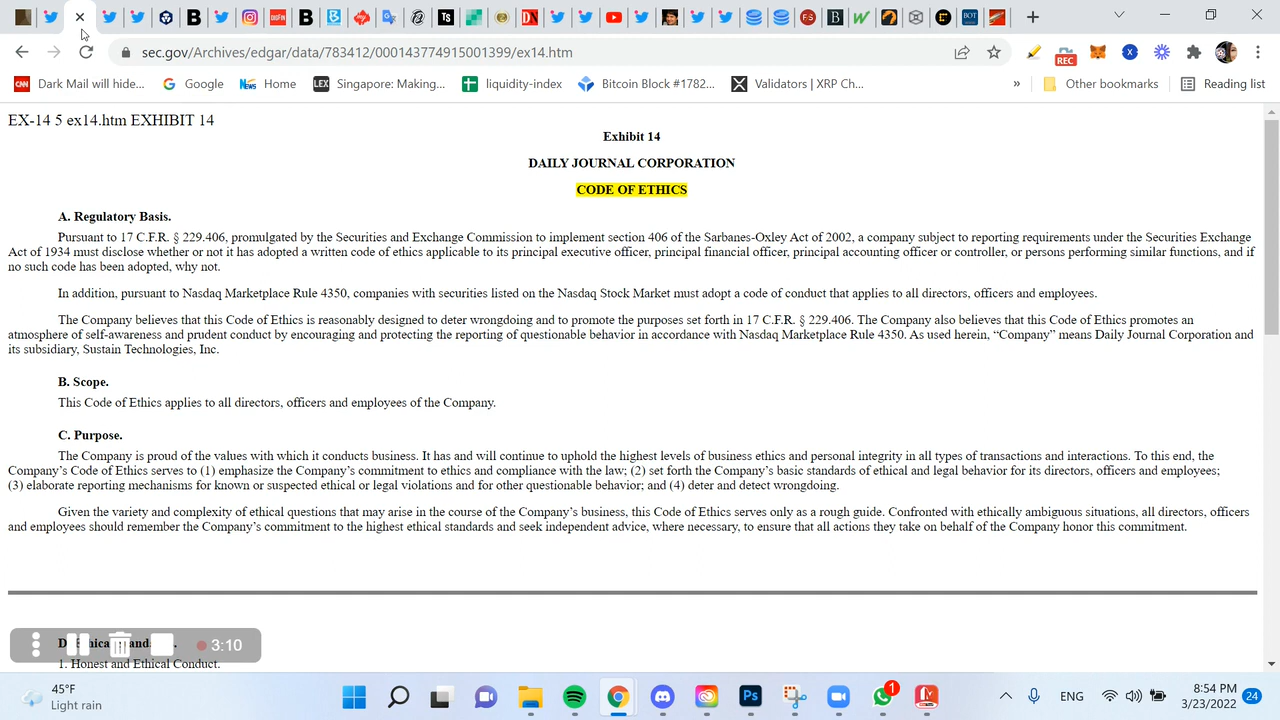 sec.gov/Archives/edgar/data/783412/000143774915001399/ex14.htm
REC
CNN Dark Mail will hide... Google News Home LEX Singapore: Making... liquidity-index Bitcoin Block #1782... Validators | XRP Ch... » Other bookmarks Reading list
EX-14 5 ex14.htm EXHIBIT 14
Exhibit 14
DAILY JOURNAL CORPORATION
CODE OF ETHICS
A. Regulatory Basis.
Pursuant to 17 C.F.R. § 229.406, promulgated by the Securities and Exchange Commission to implement section 406 of the Sarbanes-Oxley Act of 2002, a company subject to reporting requirements under the Securities Exchange
Act of 1934 must disclose whether or not it has adopted a written code of ethics applicable to its principal executive officer, principal financial officer, principal accounting officer or controller, or persons performing similar functions, and if
no such code has been adopted, why not.
In addition, pursuant to Nasdaq Marketplace Rule 4350, companies with securities listed on the Nasdaq Stock Market must adopt a code of conduct that applies to all directors, officers and employees.
The Company believes that this Code of Ethics is reasonably designed to deter wrongdoing and to promote the purposes set forth in 17 C.F.R. § 229.406. The Company also believes that this Code of Ethics promotes an
atmosphere of self-awareness and prudent conduct by encouraging and protecting the reporting of questionable behavior in accordance with Nasdaq Marketplace Rule 4350. As used herein, “Company” means Daily Journal Corporation and
its subsidiary, Sustain Technologies, Inc.
B. Scope.
This Code of Ethics applies to all directors, officers and employees of the Company.
C. Purpose.
The Company is proud of the values with which it conducts business. It has and will continue to uphold the highest levels of business ethics and personal integrity in all types of transactions and interactions. To this end, the
Company’s Code of Ethics serves to (1) emphasize the Company’s commitment to ethics and compliance with the law; (2) set forth the Company’s basic standards of ethical and legal behavior for its directors, officers and employees;
(3) elaborate reporting mechanisms for known or suspected ethical or legal violations and for other questionable behavior; and (4) deter and detect wrongdoing.
Given the variety and complexity of ethical questions that may arise in the course of the Company’s business, this Code of Ethics serves only as a rough guide. Confronted with ethically ambiguous situations, all directors, officers
and employees should remember the Company’s commitment to the highest ethical standards and seek independent advice, where necessary, to ensure that all actions they take on behalf of the Company honor this commitment.
3:10
1. Honest and Ethical Conduct.
45°F
Light rain
Ps
1
ENG
8:54 PM
3/23/2022
24